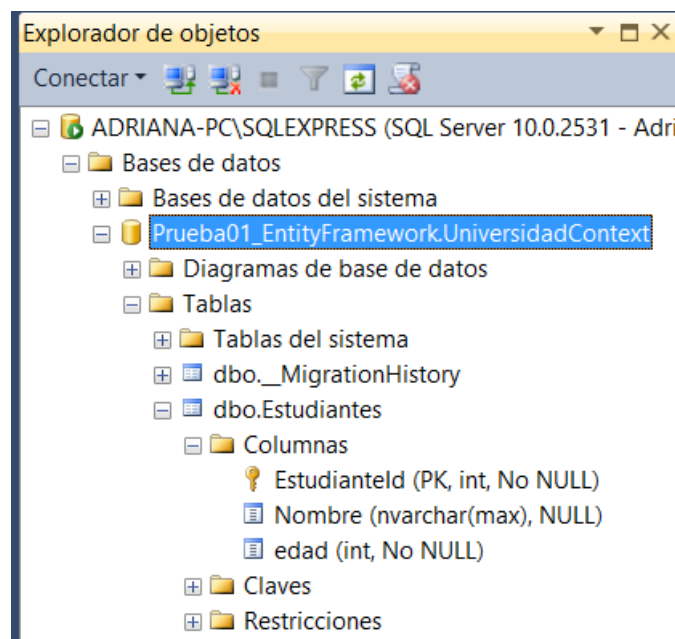 Explorador de objetos
Conectar
ADRIANA-PC\SQLEXPRESS (SQL Server 10.0.2531 - Adri
Bases de datos
Bases de datos del sistema
Prueba01_EntityFramework.UniversidadContext
Diagramas de base de datos
Tablas
Tablas del sistema
dbo.__MigrationHistory
dbo.Estudiantes
Columnas
EstudianteId (PK, int, No NULL)
Nombre (nvarchar(max), NULL)
edad (int, No NULL)
Claves
Restricciones